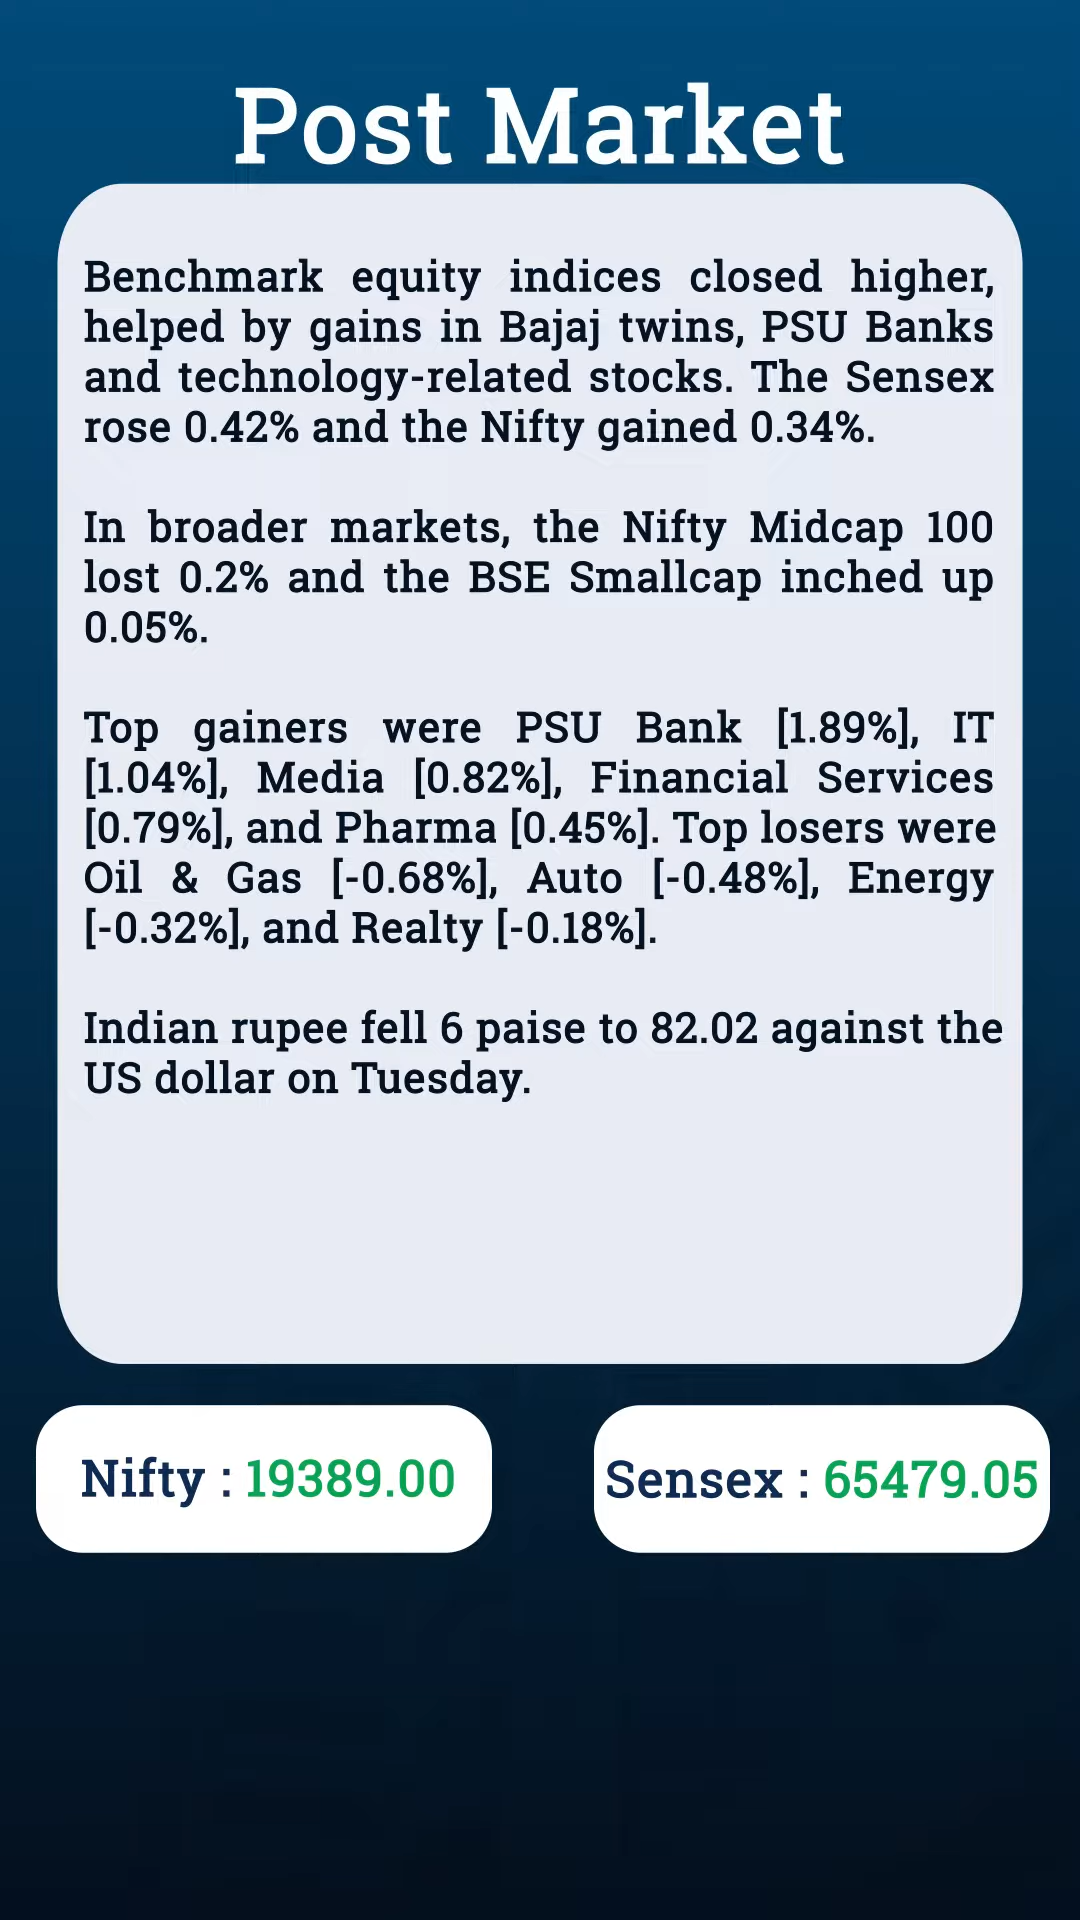 Post Market
Benchmark equity indices closed higher,
helped by gains in Bajaj twins, PSU Banks
and technology-related stocks. The Sensex
rose 0.42% and the Nifty gained 0.34%.
In broader markets, the Nifty Midcap 100
lost 0.2% and the BSE Smallcap inched up
0.05%.
Top gainers were PSU Bank [1.89%], IT
[1.04%], Media [0.82%], Financial Services
[0.79%], and Pharma [0.45%]. Top losers were
Oil & Gas [-0.68%], Auto [-0.48%], Energy
[-0.32%], and Realty [-0.18%].
Indian rupee fell 6 paise to 82.02 against the
US dollar on Tuesday.
Nifty : 19389.00
Sensex : 65479.05